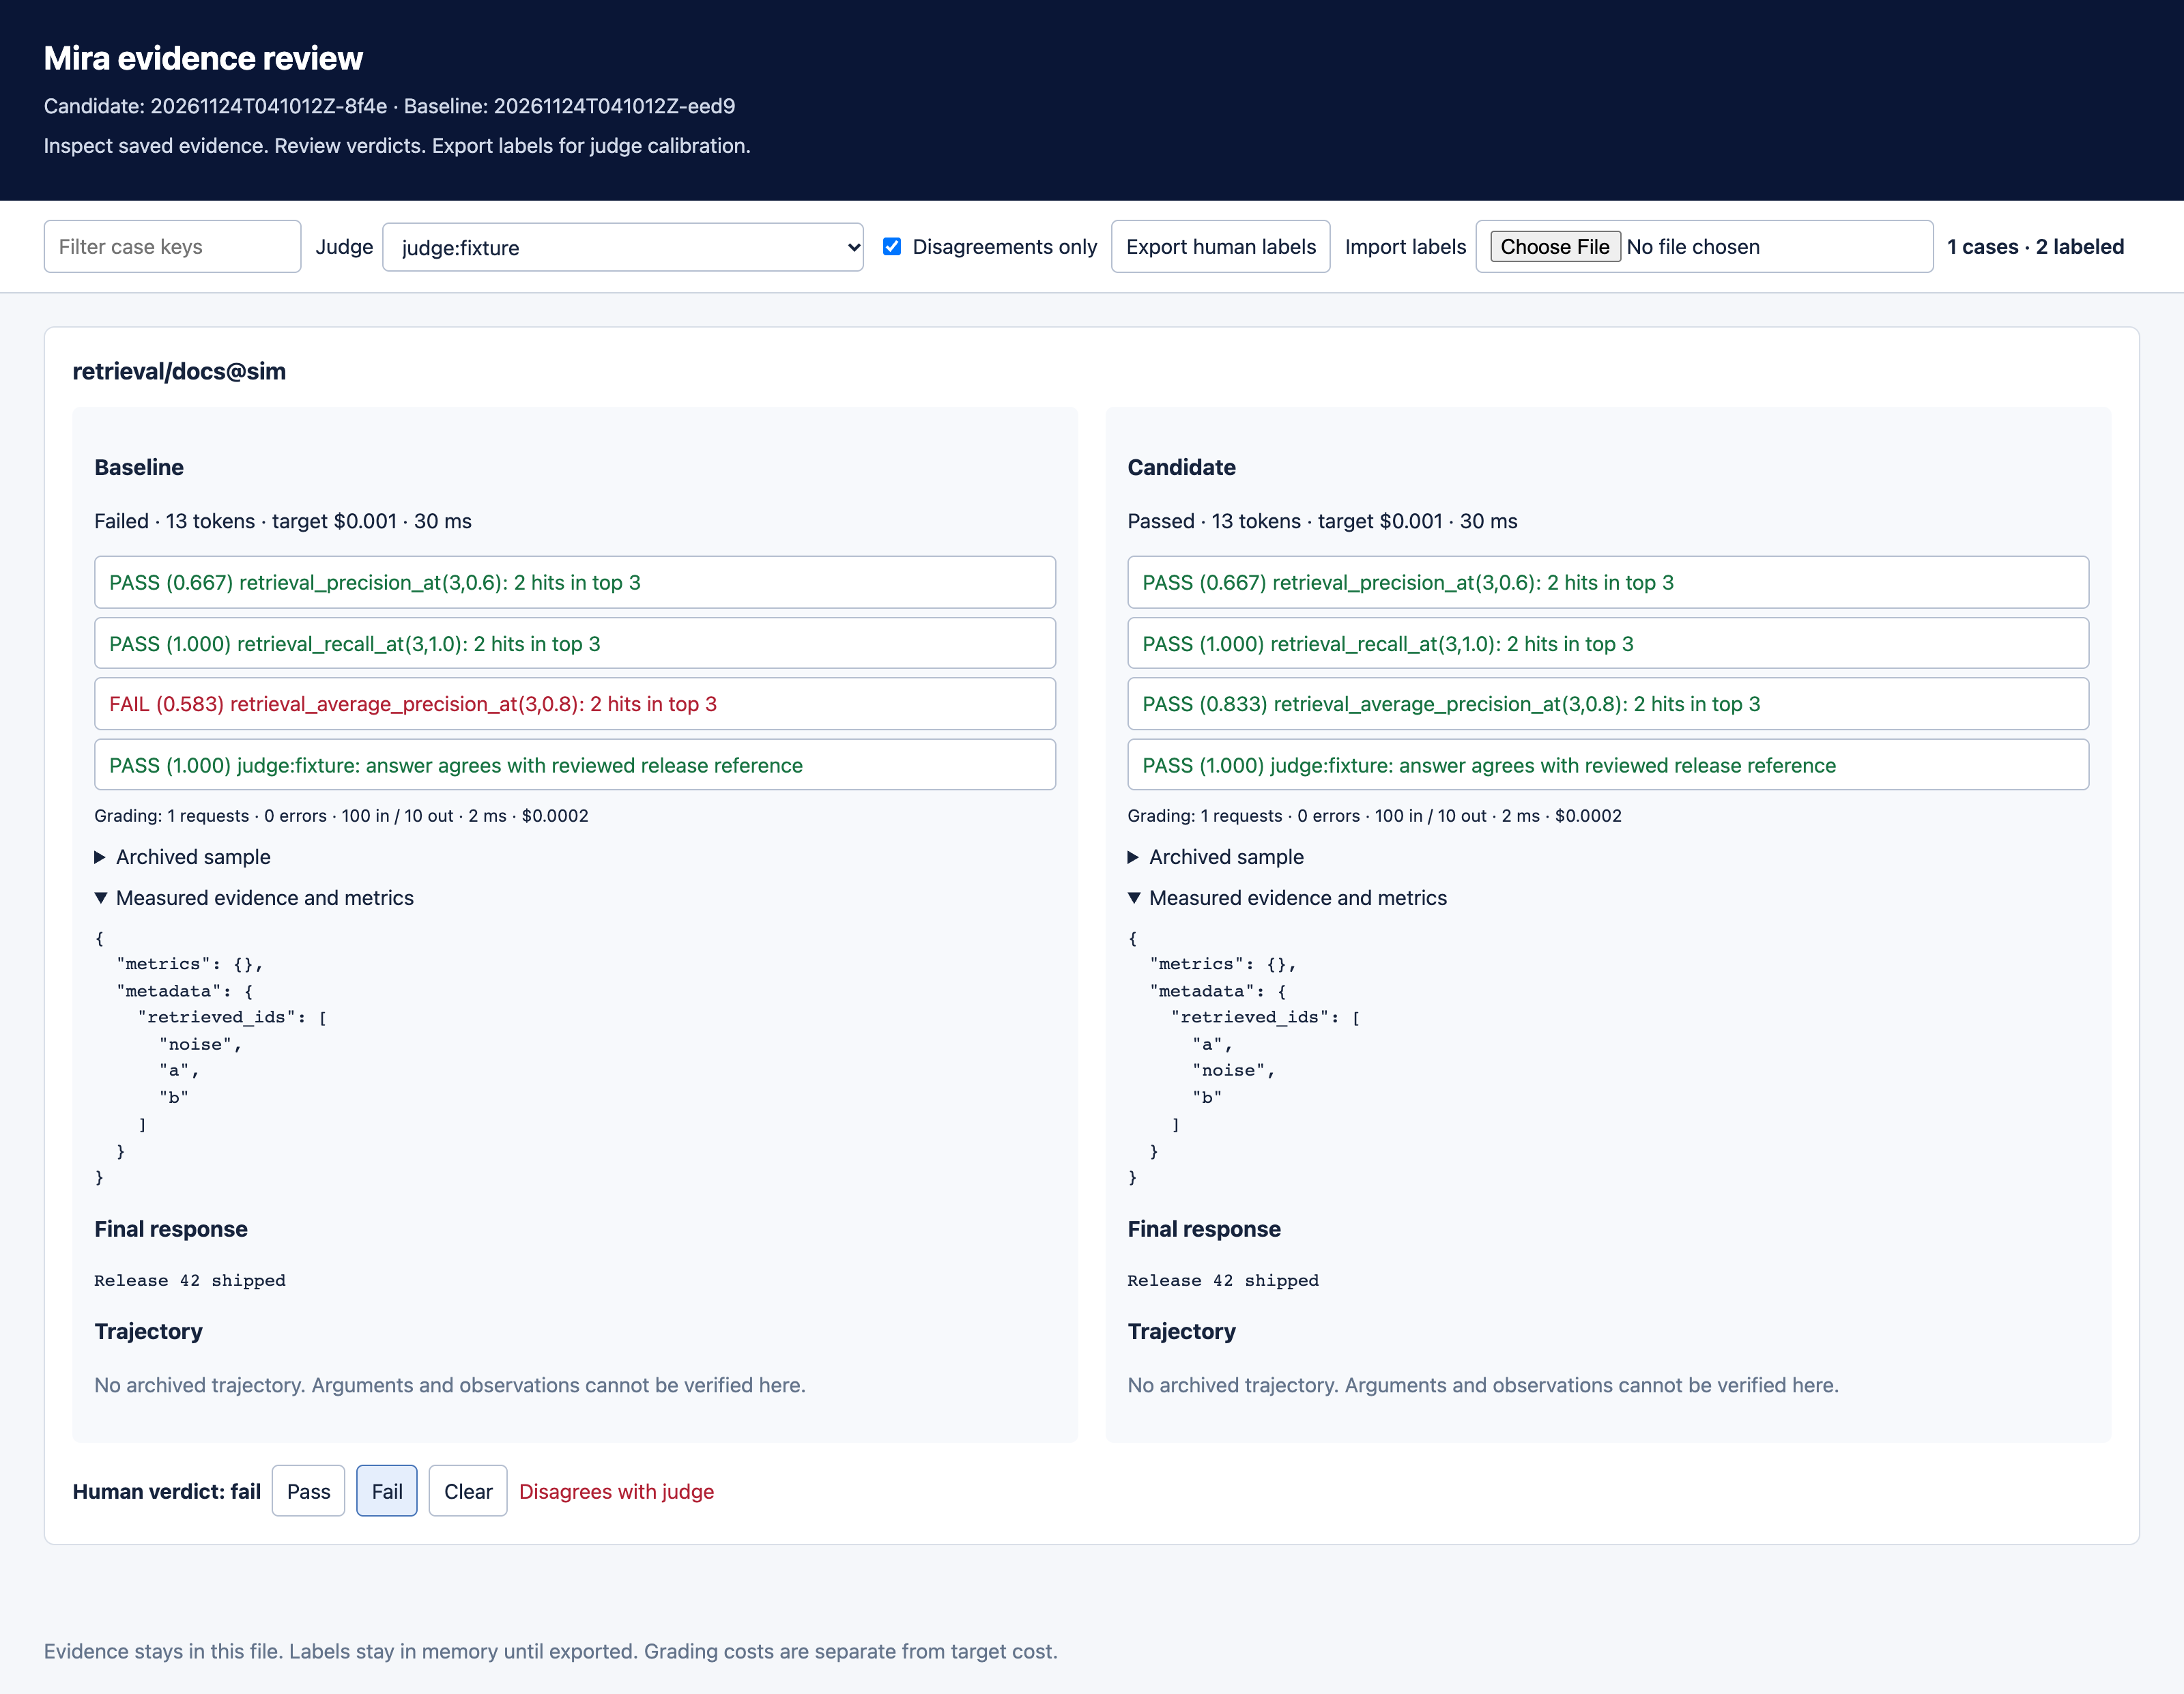 Mira evidence review
Candidate: 20261124T041012Z-8f4e · Baseline: 20261124T041012Z-eed9
Inspect saved evidence. Review verdicts. Export labels for judge calibration.
Filter case keys Judge judge:fixture Disagreements only Export human labels Import labels Choose File No file chosen 1 cases · 2 labeled
retrieval/docs@sim
Baseline
Failed · 13 tokens · target $0.001 · 30 ms
PASS (0.667) retrieval_precision_at(3,0.6): 2 hits in top 3
PASS (1.000) retrieval_recall_at(3,1.0): 2 hits in top 3
FAIL (0.583) retrieval_average_precision_at(3,0.8): 2 hits in top 3
PASS (1.000) judge:fixture: answer agrees with reviewed release reference
Grading: 1 requests · 0 errors · 100 in / 10 out · 2 ms · $0.0002
Archived sample
Measured evidence and metrics
{
  "metrics": {},
  "metadata": {
    "retrieved_ids": [
      "noise",
      "a",
      "b"
    ]
  }
}
Final response
Release 42 shipped
Trajectory
No archived trajectory. Arguments and observations cannot be verified here.
Candidate
Passed · 13 tokens · target $0.001 · 30 ms
PASS (0.667) retrieval_precision_at(3,0.6): 2 hits in top 3
PASS (1.000) retrieval_recall_at(3,1.0): 2 hits in top 3
PASS (0.833) retrieval_average_precision_at(3,0.8): 2 hits in top 3
PASS (1.000) judge:fixture: answer agrees with reviewed release reference
Grading: 1 requests · 0 errors · 100 in / 10 out · 2 ms · $0.0002
Archived sample
Measured evidence and metrics
{
  "metrics": {},
  "metadata": {
    "retrieved_ids": [
      "a",
      "noise",
      "b"
    ]
  }
}
Final response
Release 42 shipped
Trajectory
No archived trajectory. Arguments and observations cannot be verified here.
Human verdict: fail Pass Fail Clear Disagrees with judge
Evidence stays in this file. Labels stay in memory until exported. Grading costs are separate from target cost.